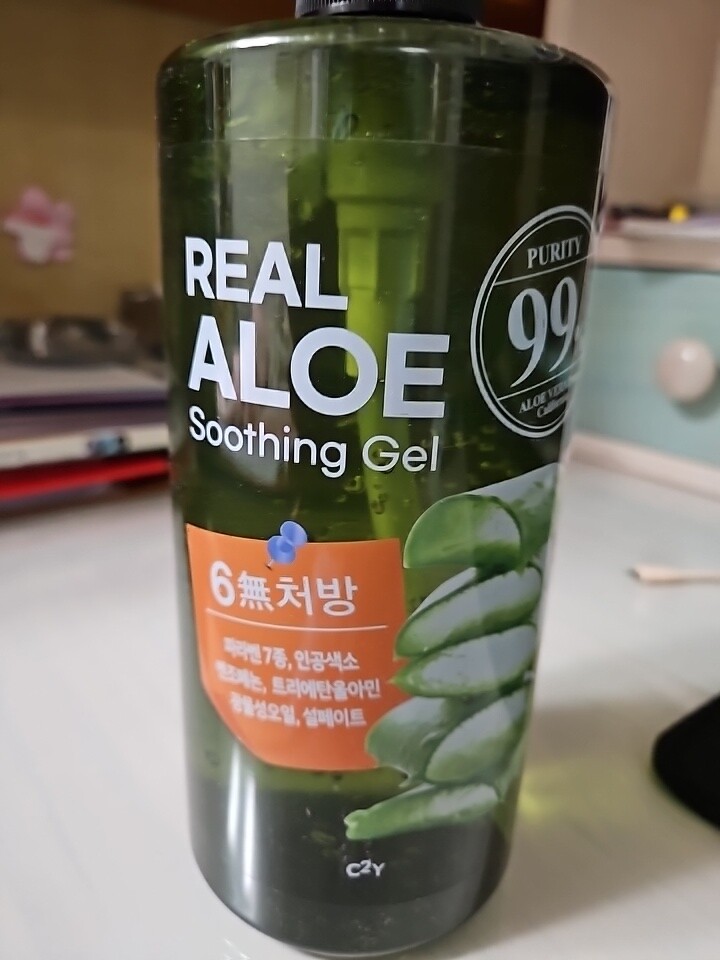 REAL
ALOE
Soothing Gel
PURITY
99
ALOE
6無처방
파라벤 7종, 인공색소
벤조페논, 트리에탄올아민
광물성오일, 설페이트
C2Y